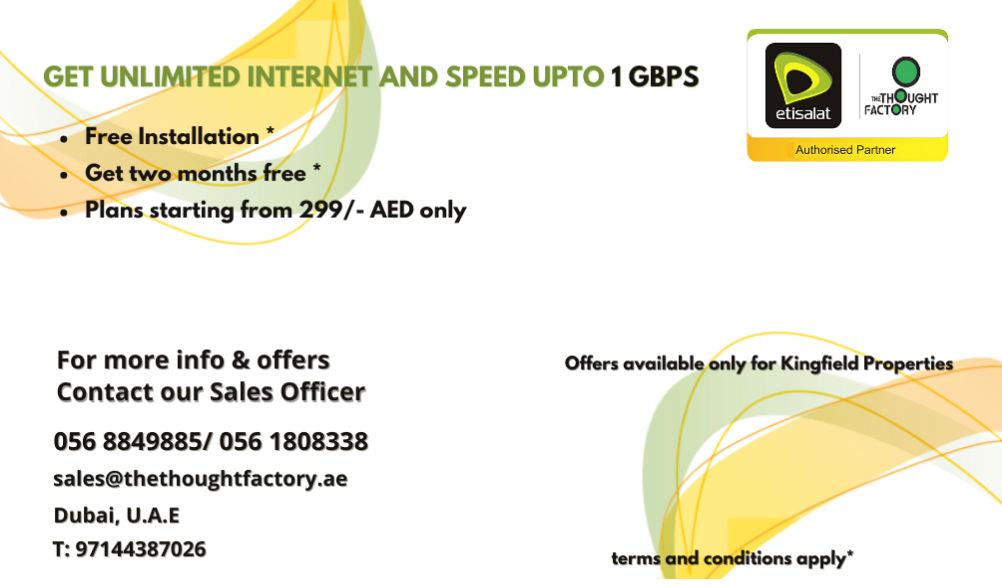 GET UNLIMITED INTERNET AND SPEED UPTO 1 GBPS
• Free Installation *
• Get two months free *
• Plans starting from 299/- AED only
etisalat
THE THOUGHT
FACTORY
Authorised Partner
For more info & offers
Contact our Sales Officer
056 8849885/ 056 1808338
sales@thethoughtfactory.ae
Dubai, U.A.E
T: 97144387026
Offers available only for Kingfield Properties
terms and conditions apply*